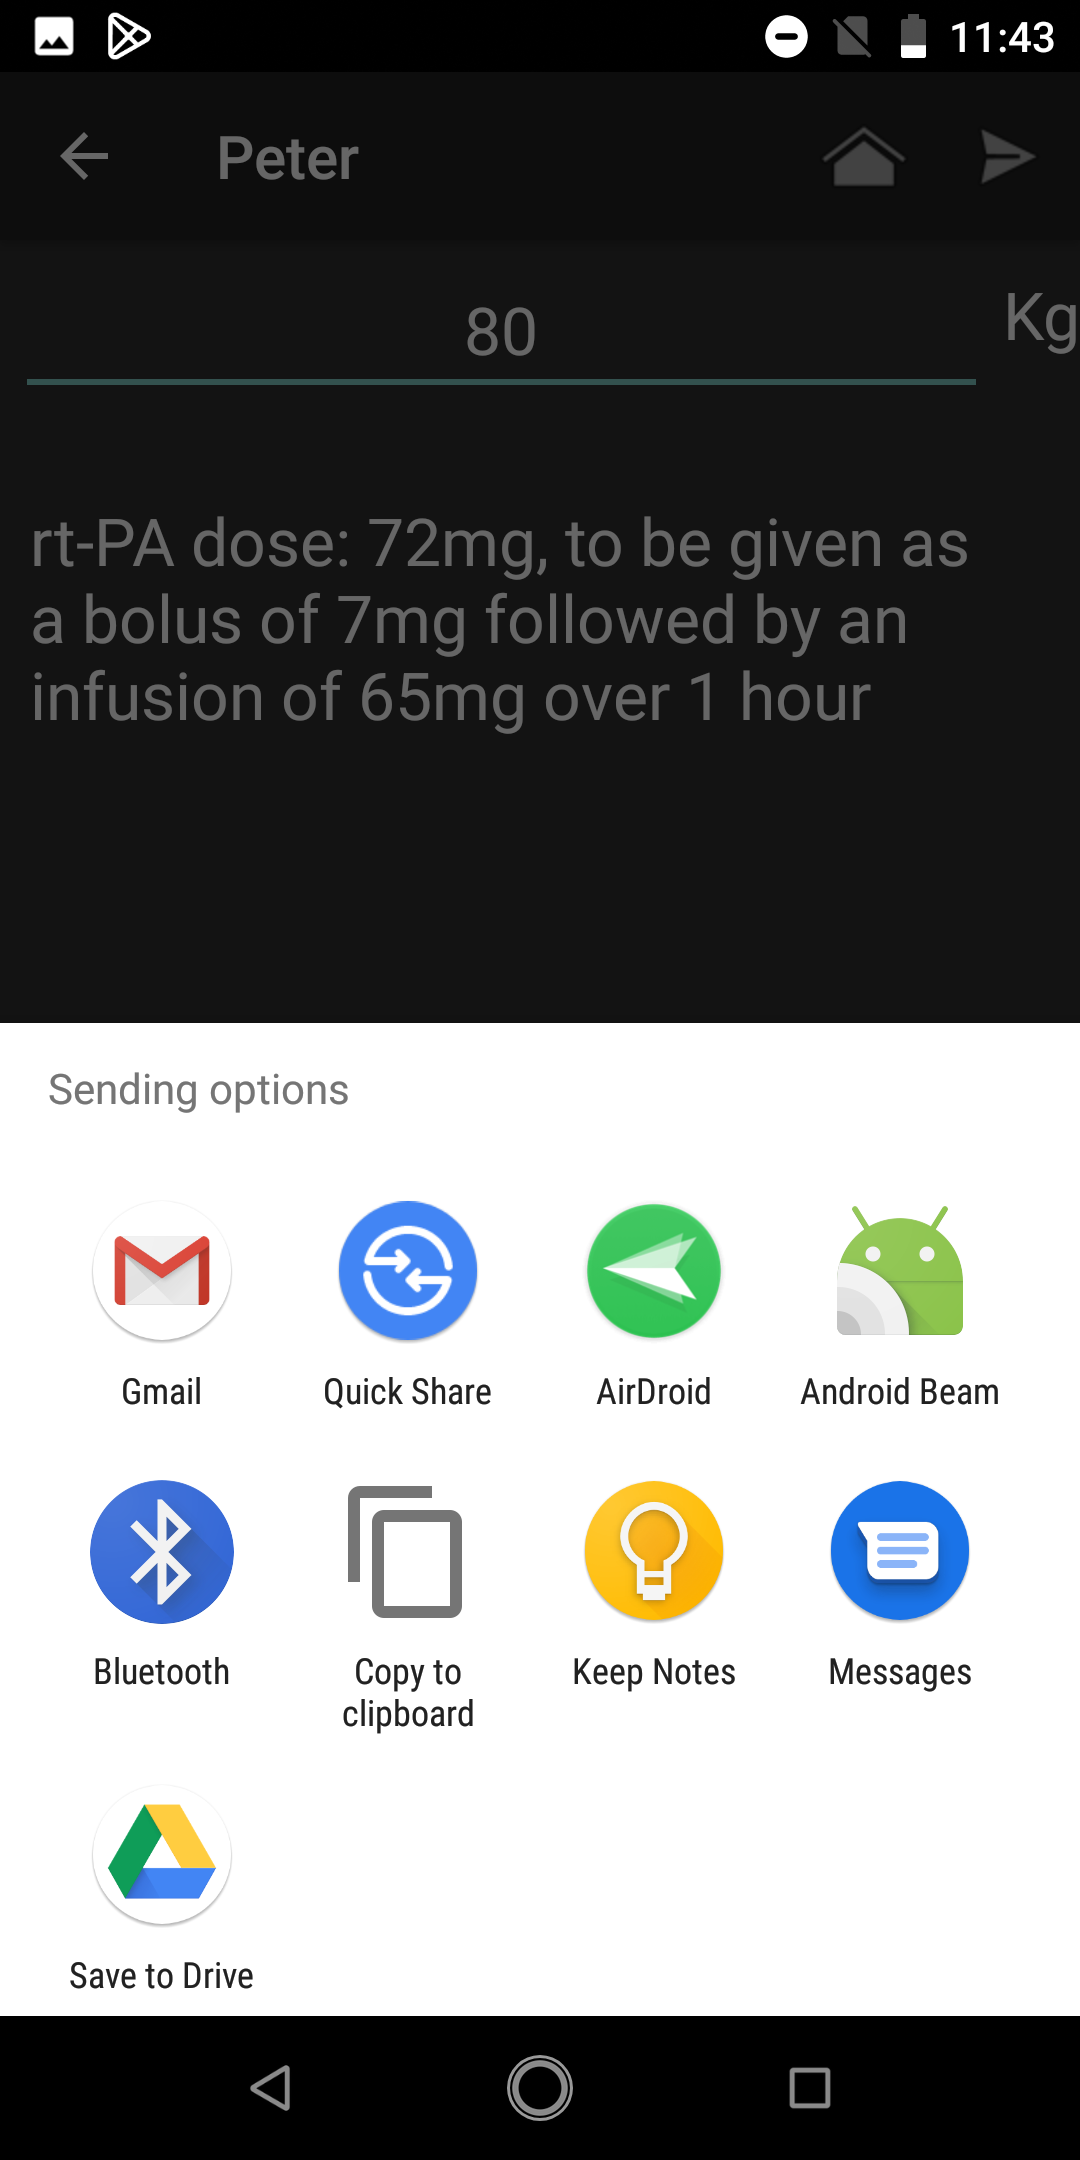 11:43
Peter
80
Kg
rt-PA dose: 72mg, to be given as
a bolus of 7mg followed by an
infusion of 65mg over 1 hour
Sending options
Gmail
Quick Share
AirDroid
Android Beam
Bluetooth
Copy to
clipboard
Keep Notes
Messages
Save to Drive